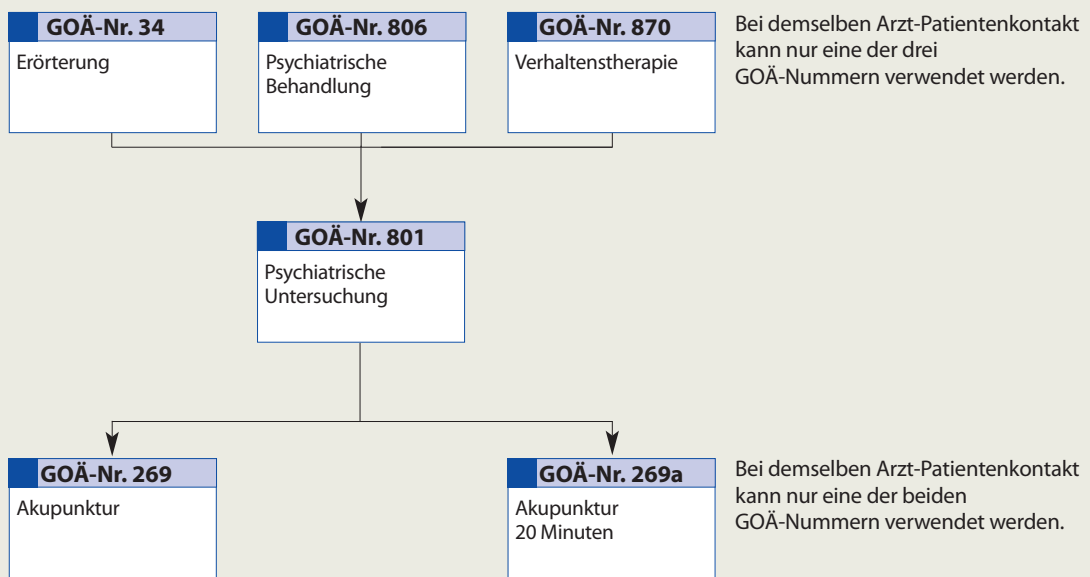 GOÄ-Nr. 34
Erörterung
GOÄ-Nr. 806
Psychiatrische
Behandlung
GOÄ-Nr. 870
Verhaltenstherapie
Bei demselben Arzt-Patientenkontakt
kann nur eine der drei
GOÄ-Nummern verwendet werden.
GOÄ-Nr. 801
Psychiatrische
Untersuchung
GOÄ-Nr. 269
Akupunktur
GOÄ-Nr. 269a
Akupunktur
20 Minuten
Bei demselben Arzt-Patientenkontakt
kann nur eine der beiden
GOÄ-Nummern verwendet werden.